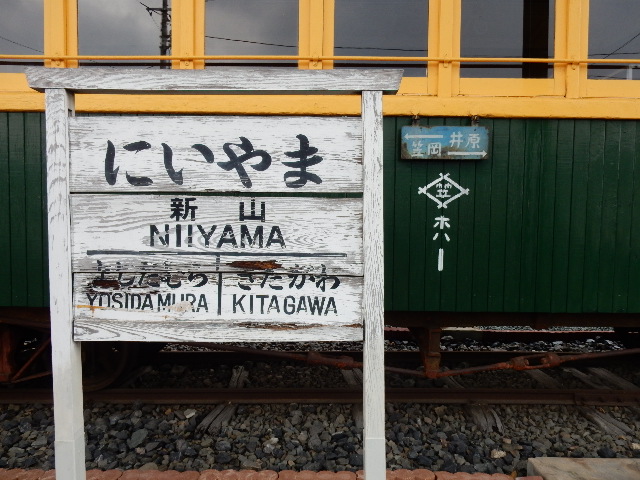 にいやま
新山
NIIYAMA
よしだむら きたがわ
YOSIDAMURA KITAGAWA
笠岡 井原
笠
ホハ1